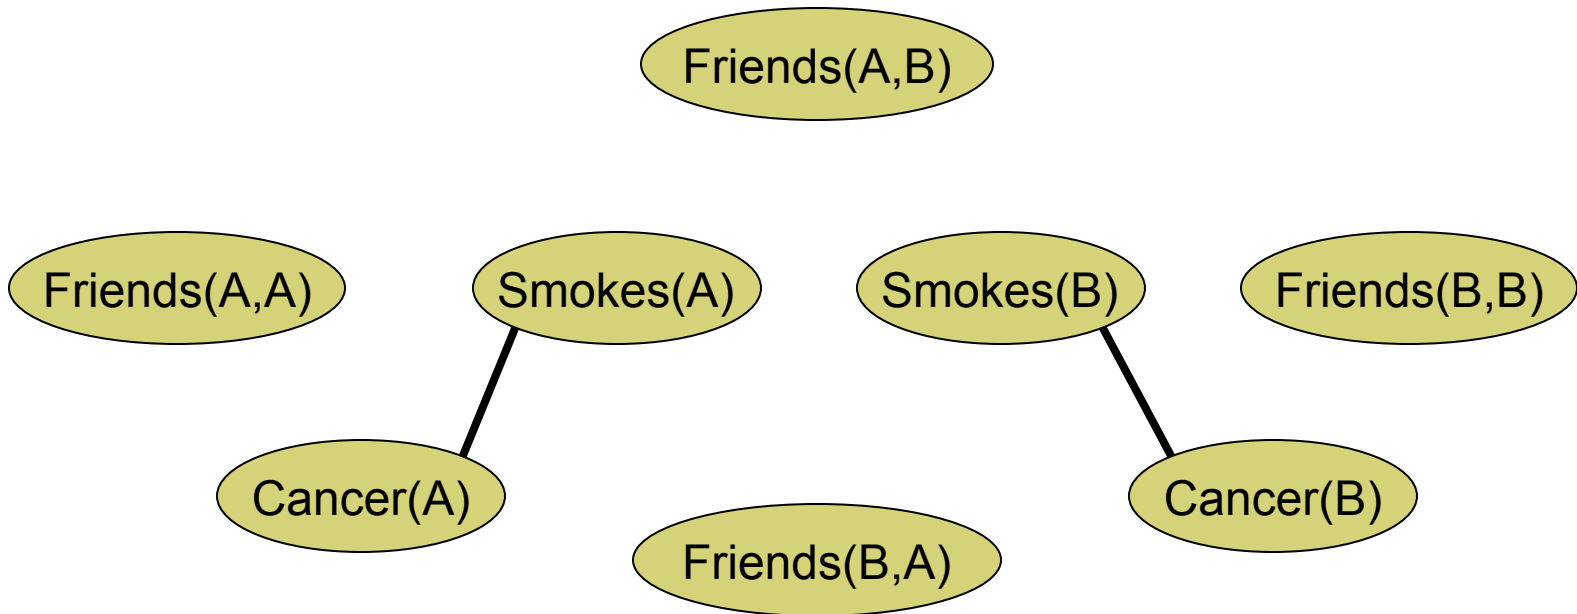 Friends(A,B)
Friends(A,A)
Smokes(A)
Smokes(B)
Friends(B,B)
Cancer(A)
Cancer(B)
Friends(B,A)